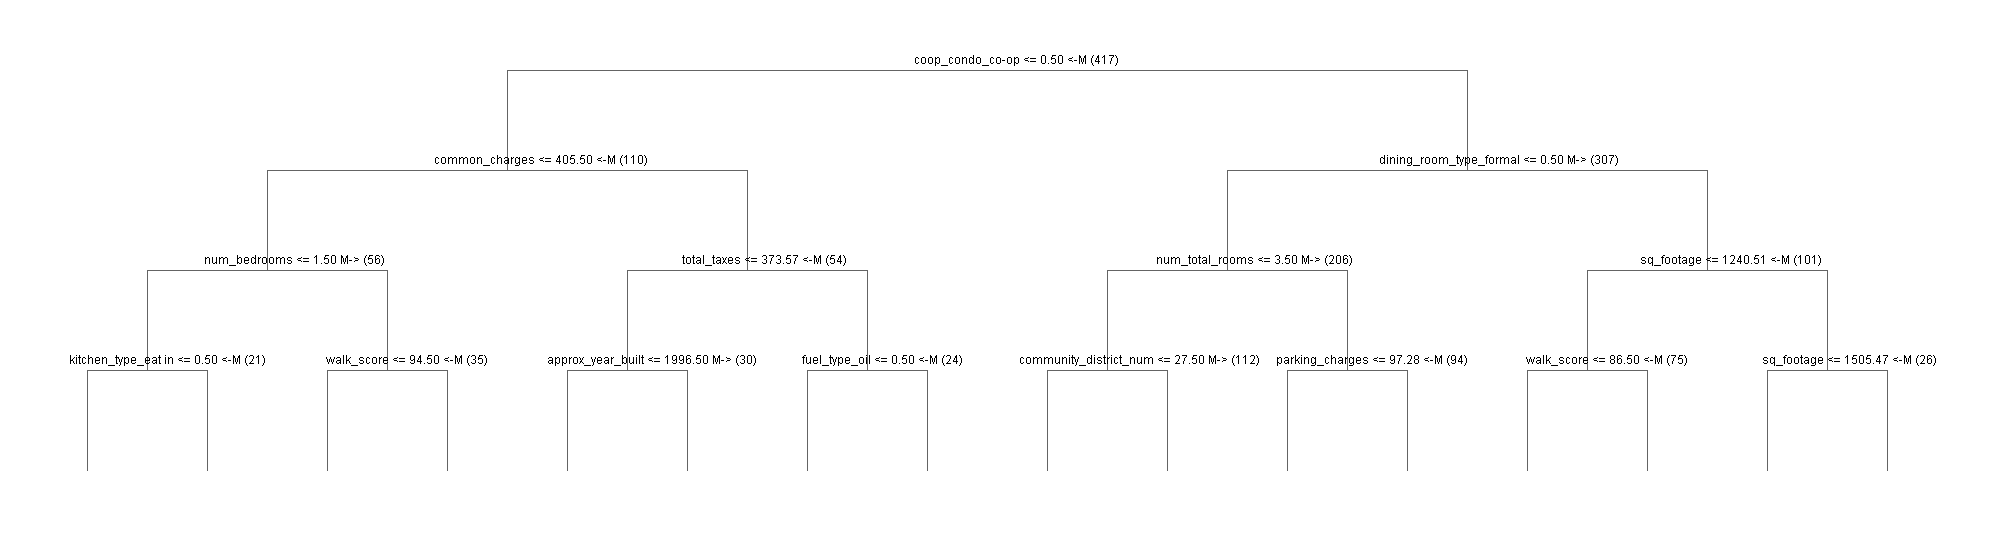 coop_condo_co-op <= 0.50 <-M (417)
common_charges <= 405.50 <-M (110)
dining_room_type_formal <= 0.50 M-> (307)
num_bedrooms <= 1.50 M-> (56)
total_taxes <= 373.57 <-M (54)
num_total_rooms <= 3.50 M-> (206)
sq_footage <= 1240.51 <-M (101)
kitchen_type_eat in <= 0.50 <-M (21)
walk_score <= 94.50 <-M (35)
approx_year_built <= 1996.50 M-> (30)
fuel_type_oil <= 0.50 <-M (24)
community_district_num <= 27.50 M-> (112)
parking_charges <= 97.28 <-M (94)
walk_score <= 86.50 <-M (75)
sq_footage <= 1505.47 <-M (26)